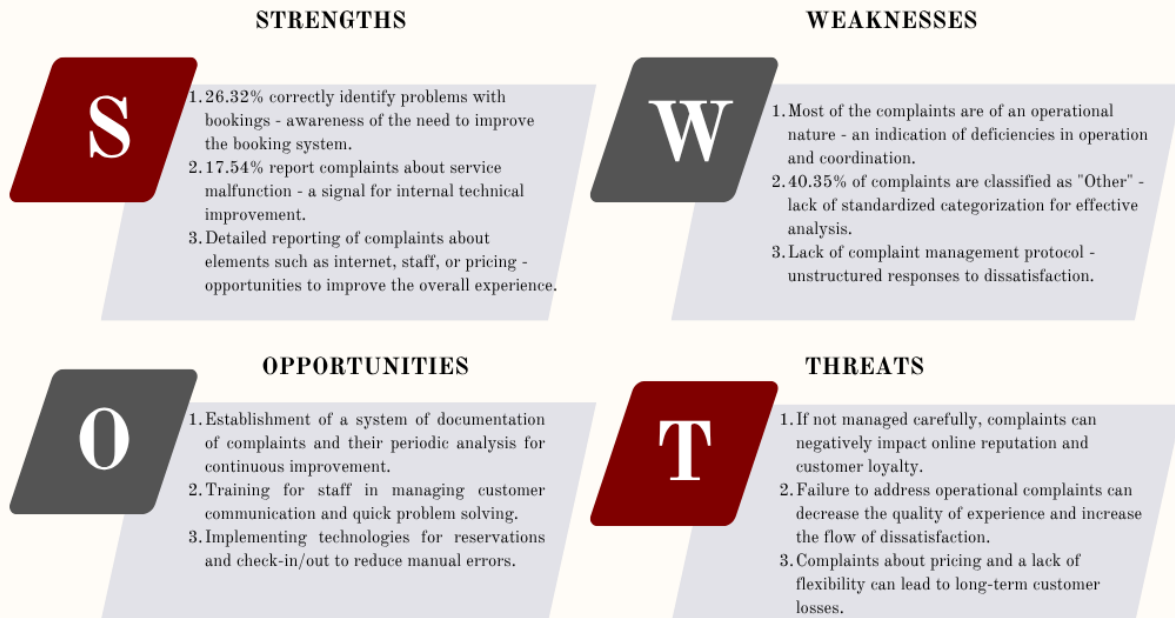 STRENGTHS
S
1. 26.32% correctly identify problems with
bookings - awareness of the need to improve
the booking system.
2. 17.54% report complaints about service
malfunction - a signal for internal technical
improvement.
3. Detailed reporting of complaints about
elements such as internet, staff, or pricing -
opportunities to improve the overall experience.
WEAKNESSES
W
1. Most of the complaints are of an operational
nature - an indication of deficiencies in operation
and coordination.
2. 40.35% of complaints are classified as "Other" -
lack of standardized categorization for effective
analysis.
3. Lack of complaint management protocol -
unstructured responses to dissatisfaction.
OPPORTUNITIES
O
1. Establishment of a system of documentation
of complaints and their periodic analysis for
continuous improvement.
2. Training for staff in managing customer
communication and quick problem solving.
3. Implementing technologies for reservations
and check-in/out to reduce manual errors.
THREATS
T
1. If not managed carefully, complaints can
negatively impact online reputation and
customer loyalty.
2. Failure to address operational complaints can
decrease the quality of experience and increase
the flow of dissatisfaction.
3. Complaints about pricing and a lack of
flexibility can lead to long-term customer
losses.